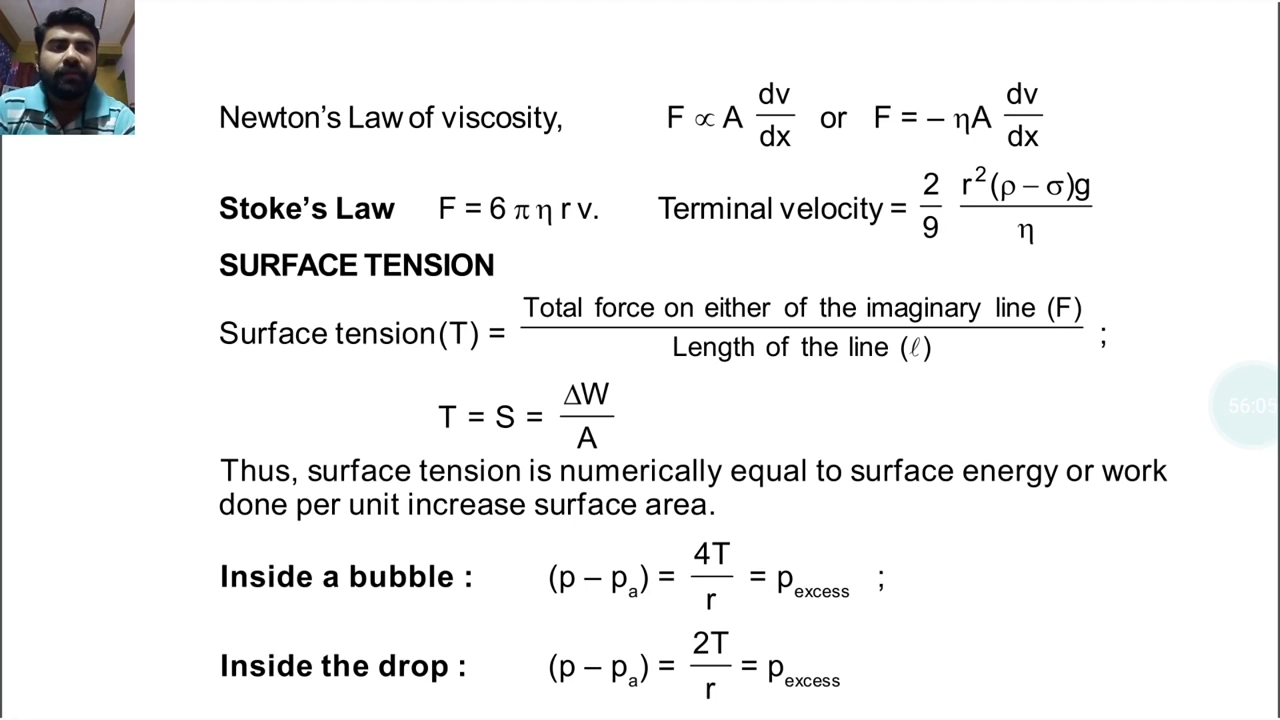 Newton's Law of viscosity, F ∝ A dv/dx or F = – ηA dv/dx
Stoke's Law F = 6 π η r v. Terminal velocity = 2/9 r²(ρ – σ)g/η
SURFACE TENSION
Surface tension(T) = Total force on either of the imaginary line (F)/Length of the line (ℓ) ;
56:05
T = S = ΔW/A
Thus, surface tension is numerically equal to surface energy or work
done per unit increase surface area.
Inside a bubble : (p – pₐ) = 4T/r = p_excess ;
Inside the drop : (p – pₐ) = 2T/r = p_excess